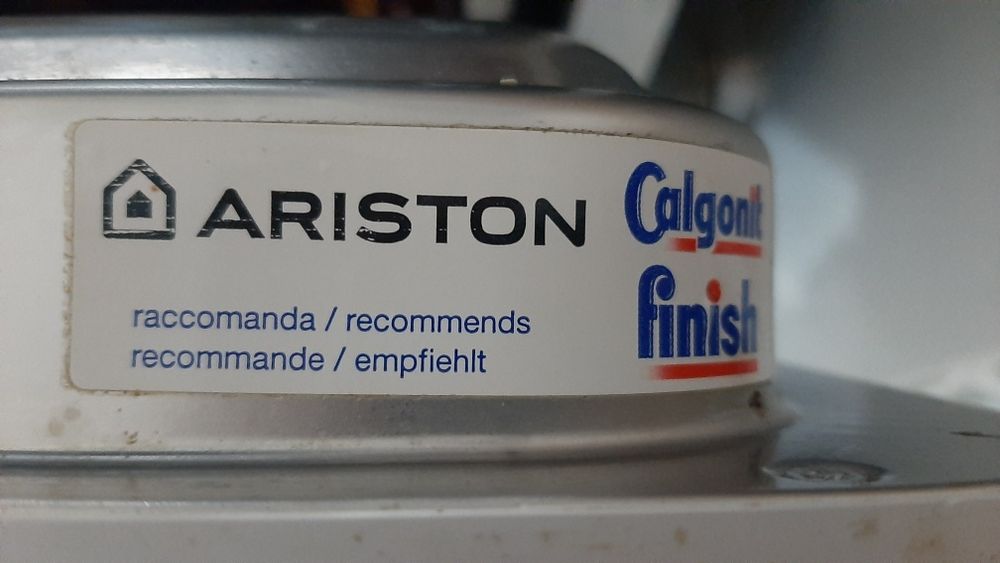 ARISTON
raccomanda / recommends
recommande / empfiehlt
Calgonit
finish